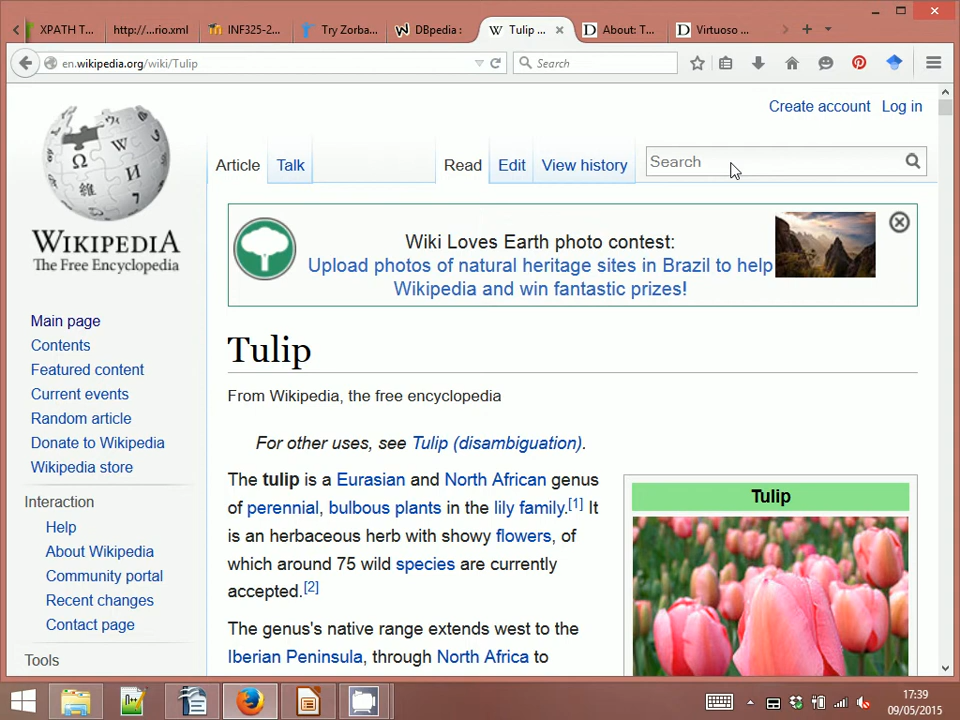 XPATH T...
http://...rio.xml
INF325-2...
Try Zorba...
DBpedia :
Tulip ...
About: T...
Virtuoso ...
en.wikipedia.org/wiki/Tulip
Search
Create account Log in
Article Talk Read Edit View history Search
WIKIPEDIA
The Free Encyclopedia
Wiki Loves Earth photo contest:
Upload photos of natural heritage sites in Brazil to help
Wikipedia and win fantastic prizes!
Main page
Contents
Featured content
Current events
Random article
Donate to Wikipedia
Wikipedia store
Interaction
Help
About Wikipedia
Community portal
Recent changes
Contact page
Tools
Tulip
From Wikipedia, the free encyclopedia
For other uses, see Tulip (disambiguation).
The tulip is a Eurasian and North African genus
of perennial, bulbous plants in the lily family.[1] It
is an herbaceous herb with showy flowers, of
which around 75 wild species are currently
accepted.[2]
The genus's native range extends west to the
Iberian Peninsula, through North Africa to
Tulip
17:39
09/05/2015